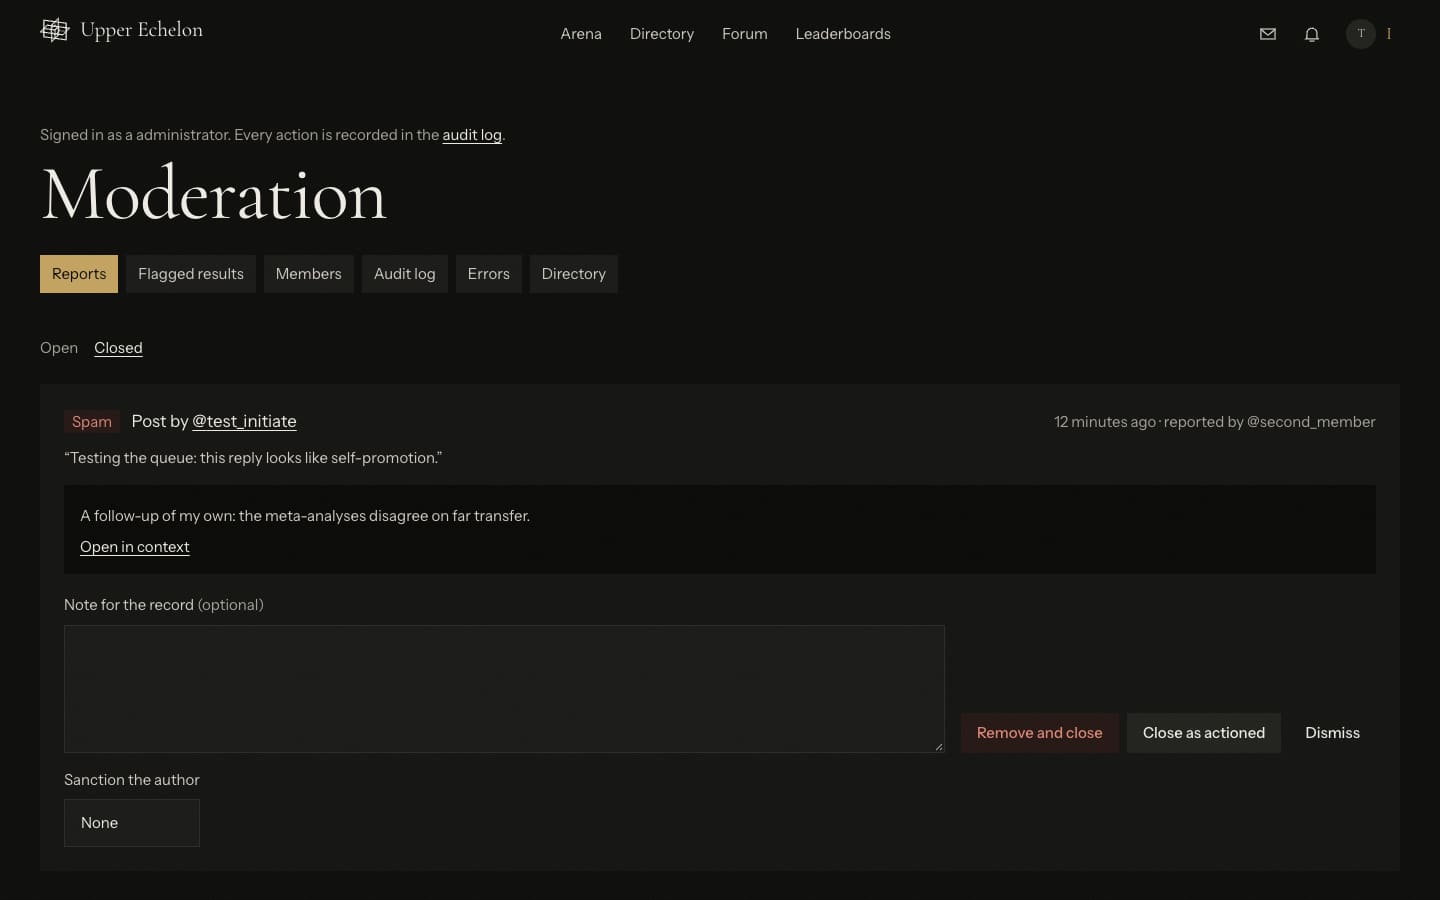 Upper Echelon
Arena Directory Forum Leaderboards
T I
Signed in as a administrator. Every action is recorded in the audit log.
Moderation
Reports Flagged results Members Audit log Errors Directory
Open Closed
Spam Post by @test_initiate 12 minutes ago · reported by @second_member
“Testing the queue: this reply looks like self-promotion.”
A follow-up of my own: the meta-analyses disagree on far transfer.
Open in context
Note for the record (optional)
Remove and close Close as actioned Dismiss
Sanction the author
None